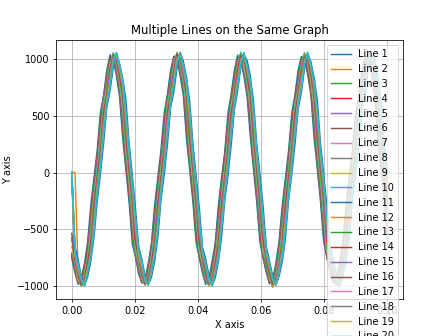 Multiple Lines on the Same Graph
Y axis
1000
500
0
−500
−1000
0.00
0.02
0.04
0.06
X axis
Line 1
Line 2
Line 3
Line 4
Line 5
Line 6
Line 7
Line 8
Line 9
Line 10
Line 11
Line 12
Line 13
Line 14
Line 15
Line 16
Line 17
Line 18
Line 19
Line 20